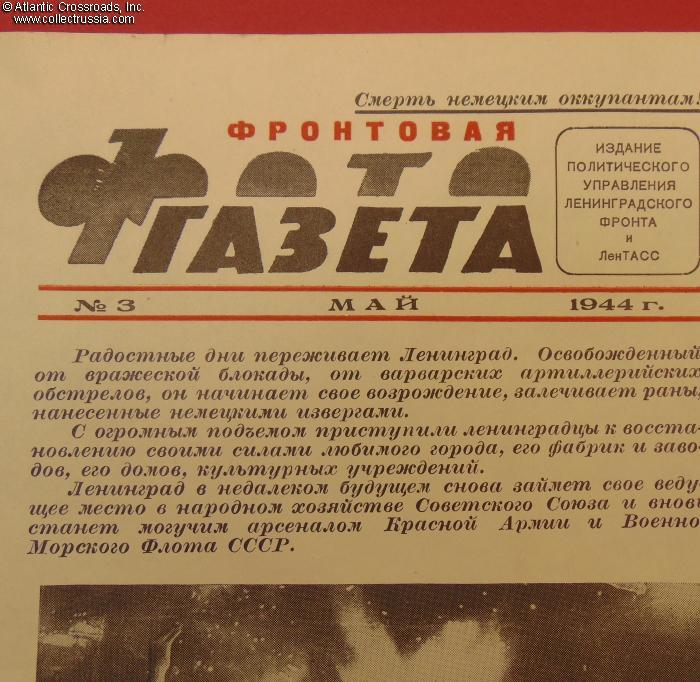 © Atlantic Crossroads, Inc.
www.collectrussia.com
Смерть немецким оккупантам!
ФРОНТОВАЯ
ФОТО
ГАЗЕТА
ИЗДАНИЕ
ПОЛИТИЧЕСКОГО
УПРАВЛЕНИЯ
ЛЕНИНГРАДСКОГО
ФРОНТА
и
ЛенТАСС
№ 3 МАЙ 1944 г.
Радостные дни переживает Ленинград. Освобожденный
от вражеской блокады, от варварских артиллерийских
обстрелов, он начинает свое возрождение, залечивает раны,
нанесенные немецкими извергами.
С огромным подъемом приступили ленинградцы к восста-
новлению своими силами любимого города, его фабрик и заво-
дов, его домов, культурных учреждений.
Ленинград в недалеком будущем снова займет свое веду-
щее место в народном хозяйстве Советского Союза и вновь
станет могучим арсеналом Красной Армии и Военно
Морского Флота СССР.